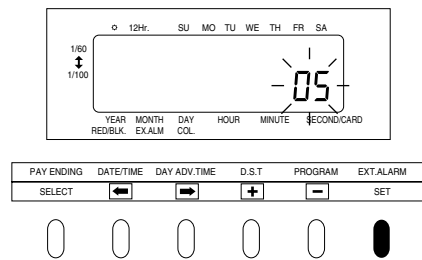 ☼ 12Hr. SU MO TU WE TH FR SA
1/60
↕
1/100
05
YEAR MONTH DAY HOUR MINUTE SECOND/CARD
RED/BLK. EX.ALM COL.
PAY ENDING DATE/TIME DAY ADV.TIME D.S.T PROGRAM EXT.ALARM
SELECT ← → + − SET